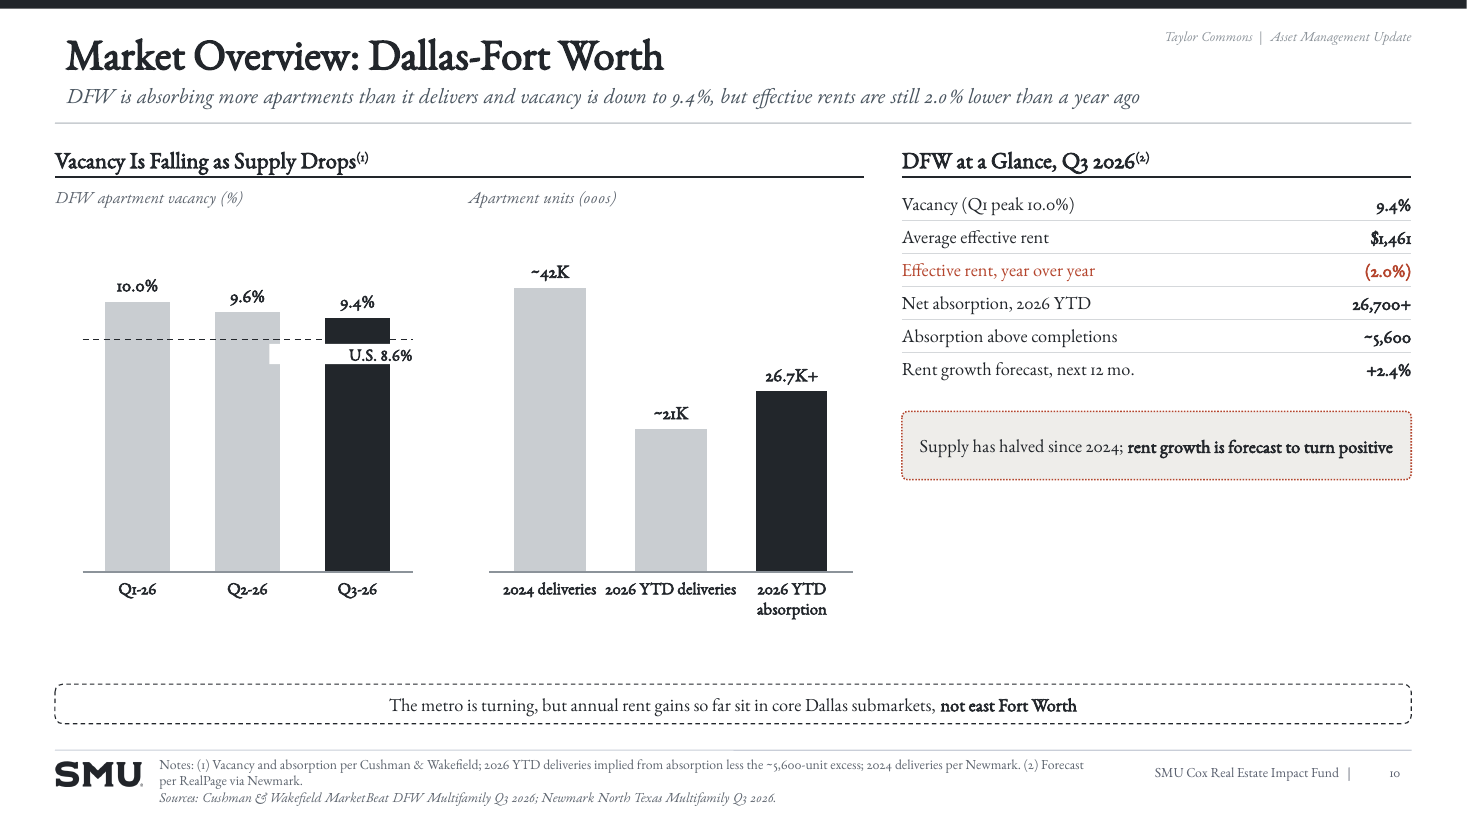 Taylor Commons | Asset Management Update
Market Overview: Dallas-Fort Worth
DFW is absorbing more apartments than it delivers and vacancy is down to 9.4%, but effective rents are still 2.0% lower than a year ago
Vacancy Is Falling as Supply Drops(1)
DFW apartment vacancy (%)
10.0%
9.6%
9.4%
U.S. 8.6%
Q1-26
Q2-26
Q3-26
Apartment units (000s)
~42K
~21K
26.7K+
2024 deliveries
2026 YTD deliveries
2026 YTD
absorption
DFW at a Glance, Q3 2026(2)
Vacancy (Q1 peak 10.0%) 9.4%
Average effective rent $1,461
Effective rent, year over year (2.0%)
Net absorption, 2026 YTD 26,700+
Absorption above completions ~5,600
Rent growth forecast, next 12 mo. +2.4%
Supply has halved since 2024; rent growth is forecast to turn positive
The metro is turning, but annual rent gains so far sit in core Dallas submarkets, not east Fort Worth
SMU
Notes: (1) Vacancy and absorption per Cushman & Wakefield; 2026 YTD deliveries implied from absorption less the ~5,600-unit excess; 2024 deliveries per Newmark. (2) Forecast
per RealPage via Newmark.
Sources: Cushman & Wakefield MarketBeat DFW Multifamily Q3 2026; Newmark North Texas Multifamily Q3 2026.
SMU Cox Real Estate Impact Fund | 10